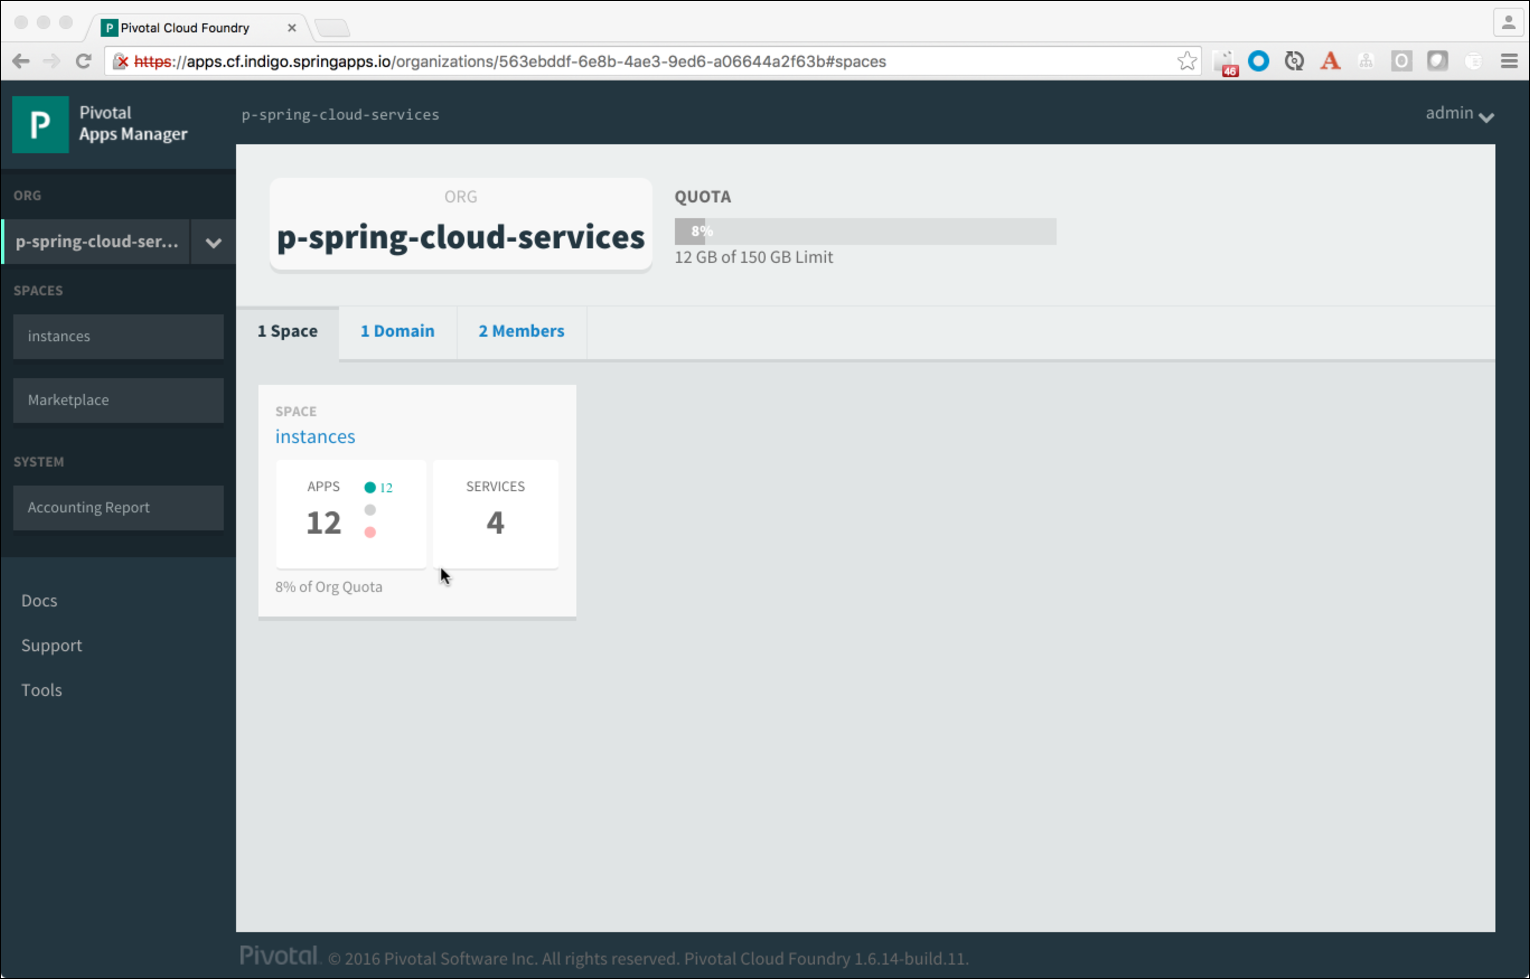 Pivotal Cloud Foundry
https://apps.cf.indigo.springapps.io/organizations/563ebddf-6e8b-4ae3-9ed6-a06644a2f63b#spaces
46
A
O
P
Pivotal
Apps Manager
p-spring-cloud-services
admin
ORG
p-spring-cloud-ser...
SPACES
instances
Marketplace
SYSTEM
Accounting Report
Docs
Support
Tools
ORG
p-spring-cloud-services
QUOTA
8%
12 GB of 150 GB Limit
1 Space
1 Domain
2 Members
SPACE
instances
APPS
12
12
SERVICES
4
8% of Org Quota
Pivotal © 2016 Pivotal Software Inc. All rights reserved. Pivotal Cloud Foundry 1.6.14-build.11.